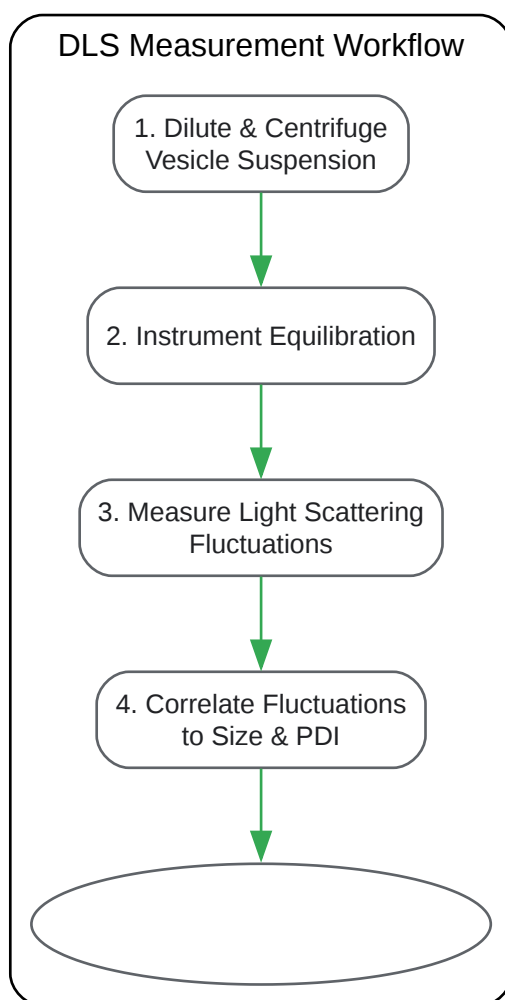 DLS Measurement Workflow
1. Dilute & Centrifuge
Vesicle Suspension
2. Instrument Equilibration
3. Measure Light Scattering
Fluctuations
4. Correlate Fluctuations
to Size & PDI